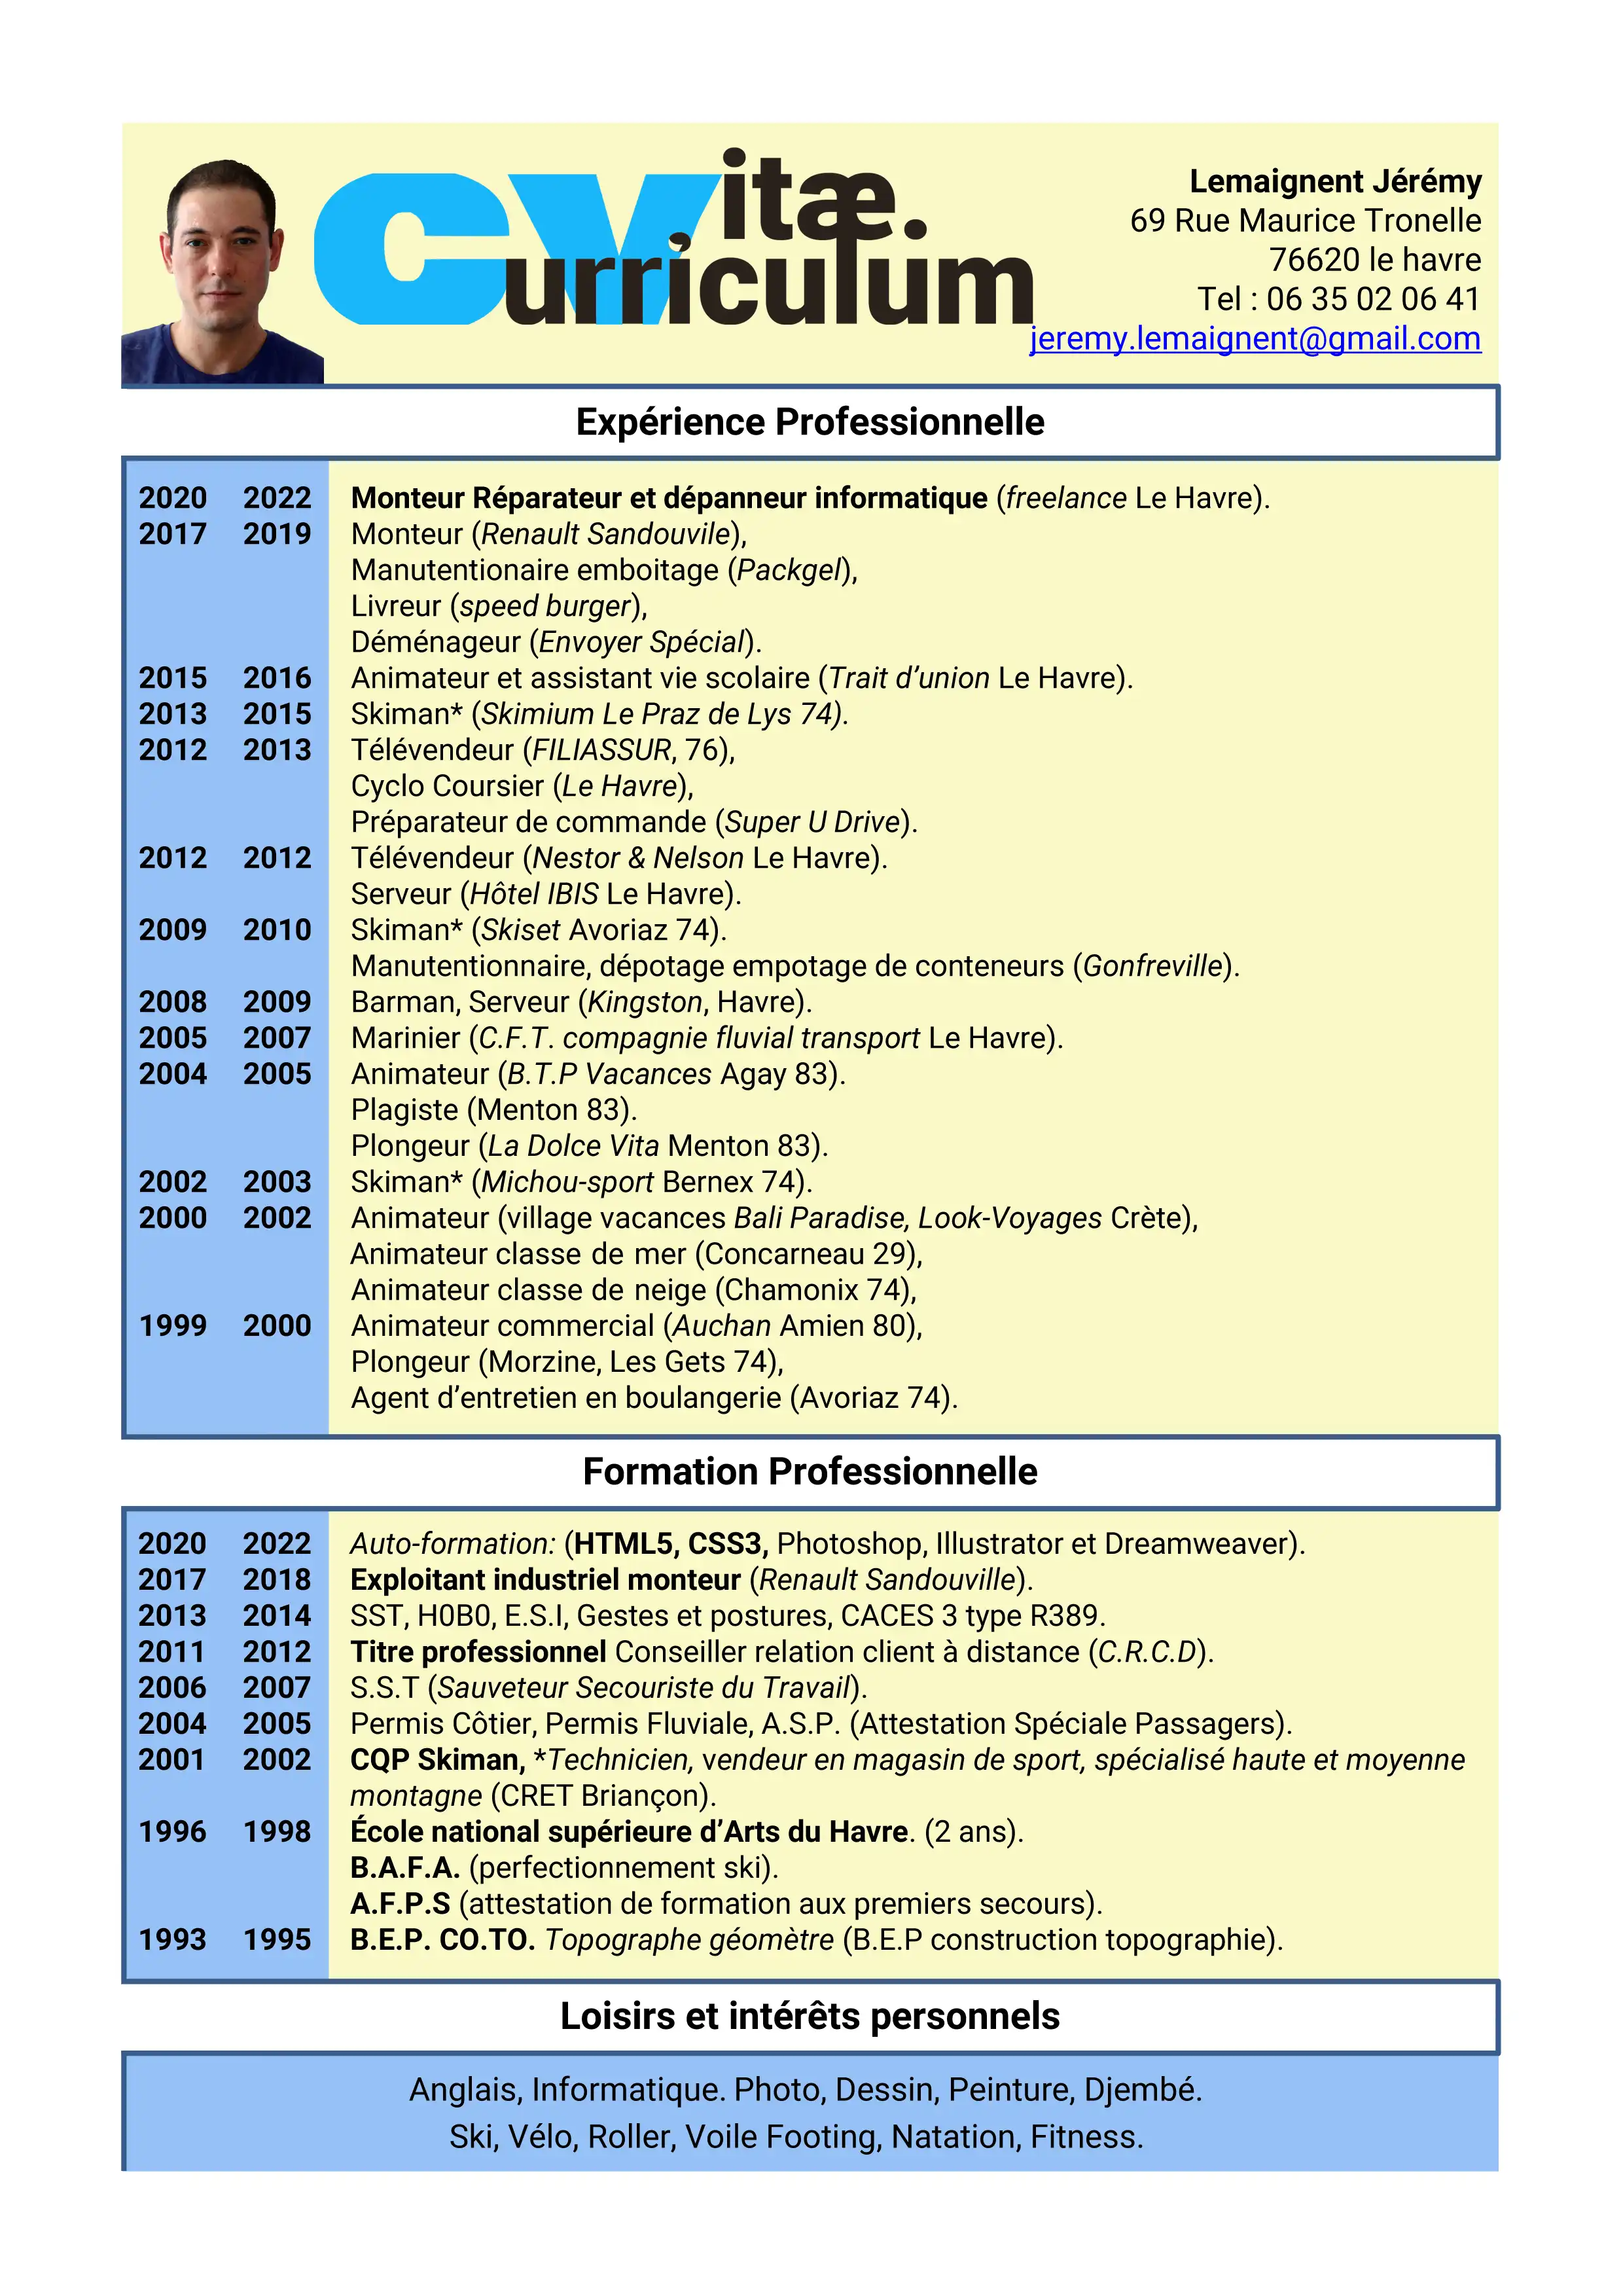 CVitæ.
urriculum
Lemaignent Jérémy
69 Rue Maurice Tronelle
76620 le havre
Tel : 06 35 02 06 41
jeremy.lemaignent@gmail.com
Expérience Professionnelle
2020 2022 Monteur Réparateur et dépanneur informatique (freelance Le Havre).
2017 2019 Monteur (Renault Sandouvile),
Manutentionaire emboitage (Packgel),
Livreur (speed burger),
Déménageur (Envoyer Spécial).
2015 2016 Animateur et assistant vie scolaire (Trait d’union Le Havre).
2013 2015 Skiman* (Skimium Le Praz de Lys 74).
2012 2013 Télévendeur (FILIASSUR, 76),
Cyclo Coursier (Le Havre),
Préparateur de commande (Super U Drive).
2012 2012 Télévendeur (Nestor & Nelson Le Havre).
Serveur (Hôtel IBIS Le Havre).
2009 2010 Skiman* (Skiset Avoriaz 74).
Manutentionnaire, dépotage empotage de conteneurs (Gonfreville).
2008 2009 Barman, Serveur (Kingston, Havre).
2005 2007 Marinier (C.F.T. compagnie fluvial transport Le Havre).
2004 2005 Animateur (B.T.P Vacances Agay 83).
Plagiste (Menton 83).
Plongeur (La Dolce Vita Menton 83).
2002 2003 Skiman* (Michou-sport Bernex 74).
2000 2002 Animateur (village vacances Bali Paradise, Look-Voyages Crète),
Animateur classe de mer (Concarneau 29),
Animateur classe de neige (Chamonix 74),
1999 2000 Animateur commercial (Auchan Amien 80),
Plongeur (Morzine, Les Gets 74),
Agent d’entretien en boulangerie (Avoriaz 74).
Formation Professionnelle
2020 2022 Auto-formation: (HTML5, CSS3, Photoshop, Illustrator et Dreamweaver).
2017 2018 Exploitant industriel monteur (Renault Sandouville).
2013 2014 SST, H0B0, E.S.I, Gestes et postures, CACES 3 type R389.
2011 2012 Titre professionnel Conseiller relation client à distance (C.R.C.D).
2006 2007 S.S.T (Sauveteur Secouriste du Travail).
2004 2005 Permis Côtier, Permis Fluviale, A.S.P. (Attestation Spéciale Passagers).
2001 2002 CQP Skiman, *Technicien, vendeur en magasin de sport, spécialisé haute et moyenne
montagne (CRET Briançon).
1996 1998 École national supérieure d’Arts du Havre. (2 ans).
B.A.F.A. (perfectionnement ski).
A.F.P.S (attestation de formation aux premiers secours).
1993 1995 B.E.P. CO.TO. Topographe géomètre (B.E.P construction topographie).
Loisirs et intérêts personnels
Anglais, Informatique. Photo, Dessin, Peinture, Djembé.
Ski, Vélo, Roller, Voile Footing, Natation, Fitness.